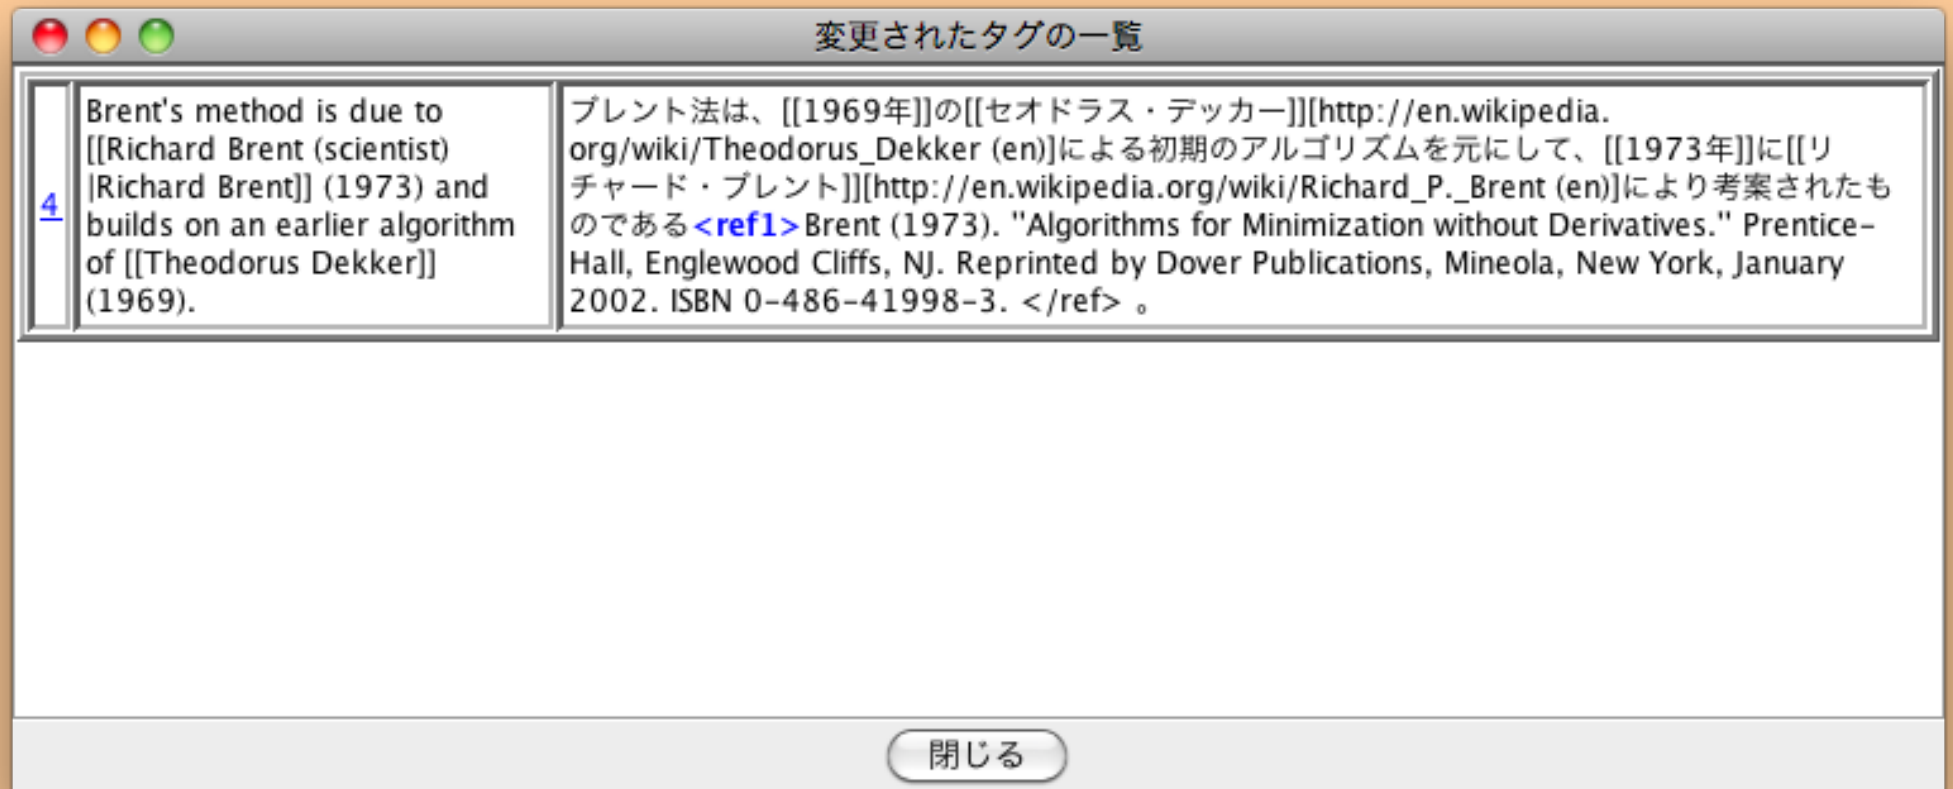 変更されたタグの一覧
4
Brent's method is due to
[[Richard Brent (scientist)
|Richard Brent]] (1973) and
builds on an earlier algorithm
of [[Theodorus Dekker]]
(1969).
ブレント法は、[[1969年]]の[[セオドラス・デッカー]][http://en.wikipedia.
org/wiki/Theodorus_Dekker (en)]による初期のアルゴリズムを元にして、[[1973年]]に[[リ
チャード・ブレント]][http://en.wikipedia.org/wiki/Richard_P._Brent (en)]により考案されたも
のである<ref1>Brent (1973). ''Algorithms for Minimization without Derivatives.'' Prentice-
Hall, Englewood Cliffs, NJ. Reprinted by Dover Publications, Mineola, New York, January
2002. ISBN 0-486-41998-3. </ref> 。
閉じる